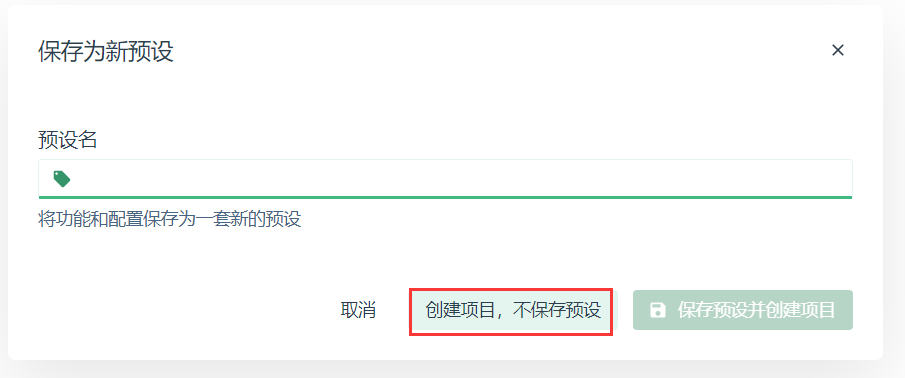 保存为新预设
预设名
将功能和配置保存为一套新的预设
取消
创建项目，不保存预设
保存预设并创建项目